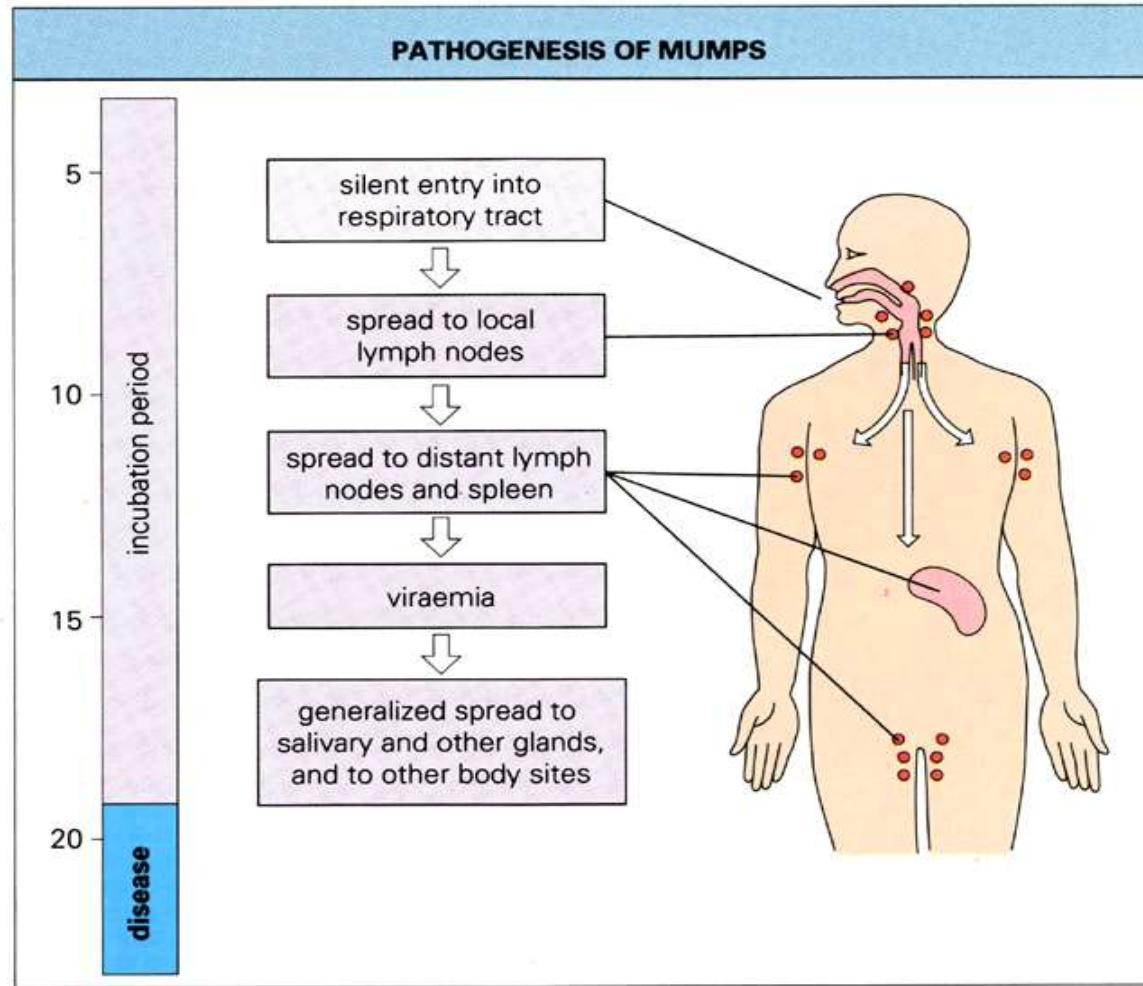 PATHOGENESIS OF MUMPS
5
10
15
20
incubation period
disease
silent entry into
respiratory tract
spread to local
lymph nodes
spread to distant lymph
nodes and spleen
viraemia
generalized spread to
salivary and other glands,
and to other body sites